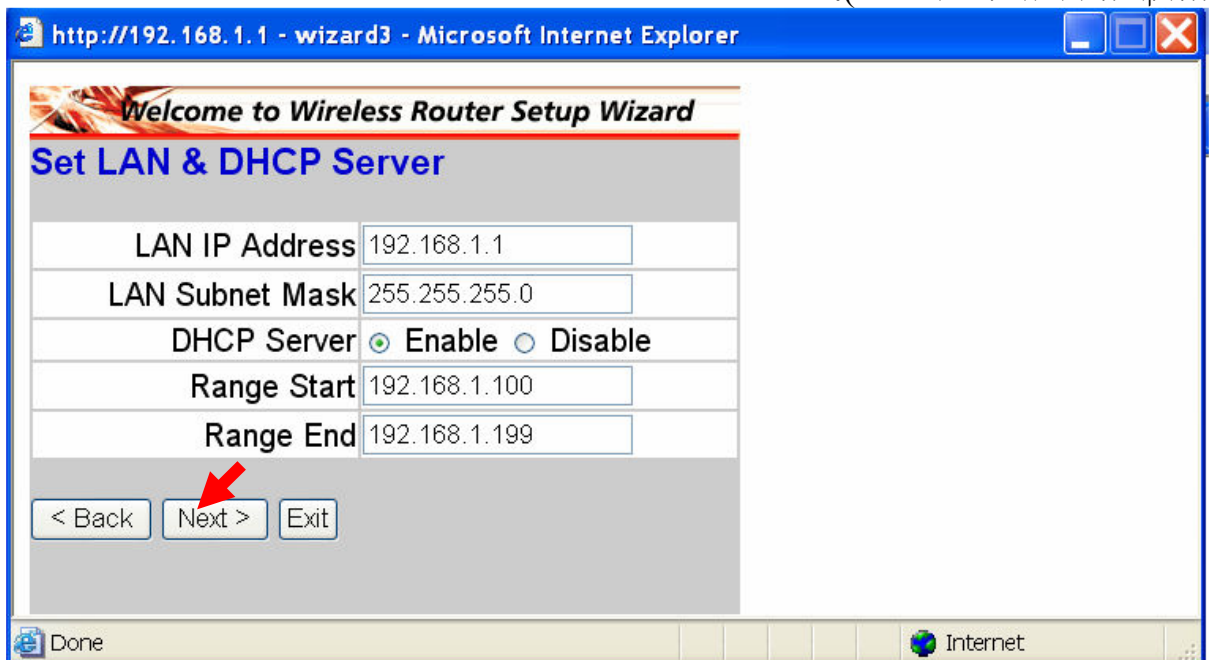 http://192.168.1.1 - wizard3 - Microsoft Internet Explorer
Welcome to Wireless Router Setup Wizard
Set LAN & DHCP Server
LAN IP Address 192.168.1.1
LAN Subnet Mask 255.255.255.0
DHCP Server Enable Disable
Range Start 192.168.1.100
Range End 192.168.1.199
< Back Next > Exit
Done Internet